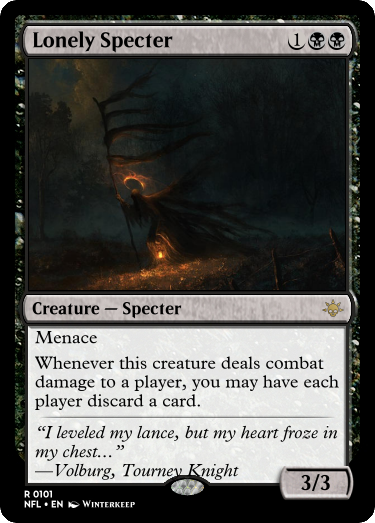 Lonely Specter 1
Creature — Specter
Menace
Whenever this creature deals combat
damage to a player, you may have each
player discard a card.
“I leveled my lance, but my heart froze in
my chest…”
—Volburg, Tourney Knight
3/3
R 0101
NFL • EN Winterkeep